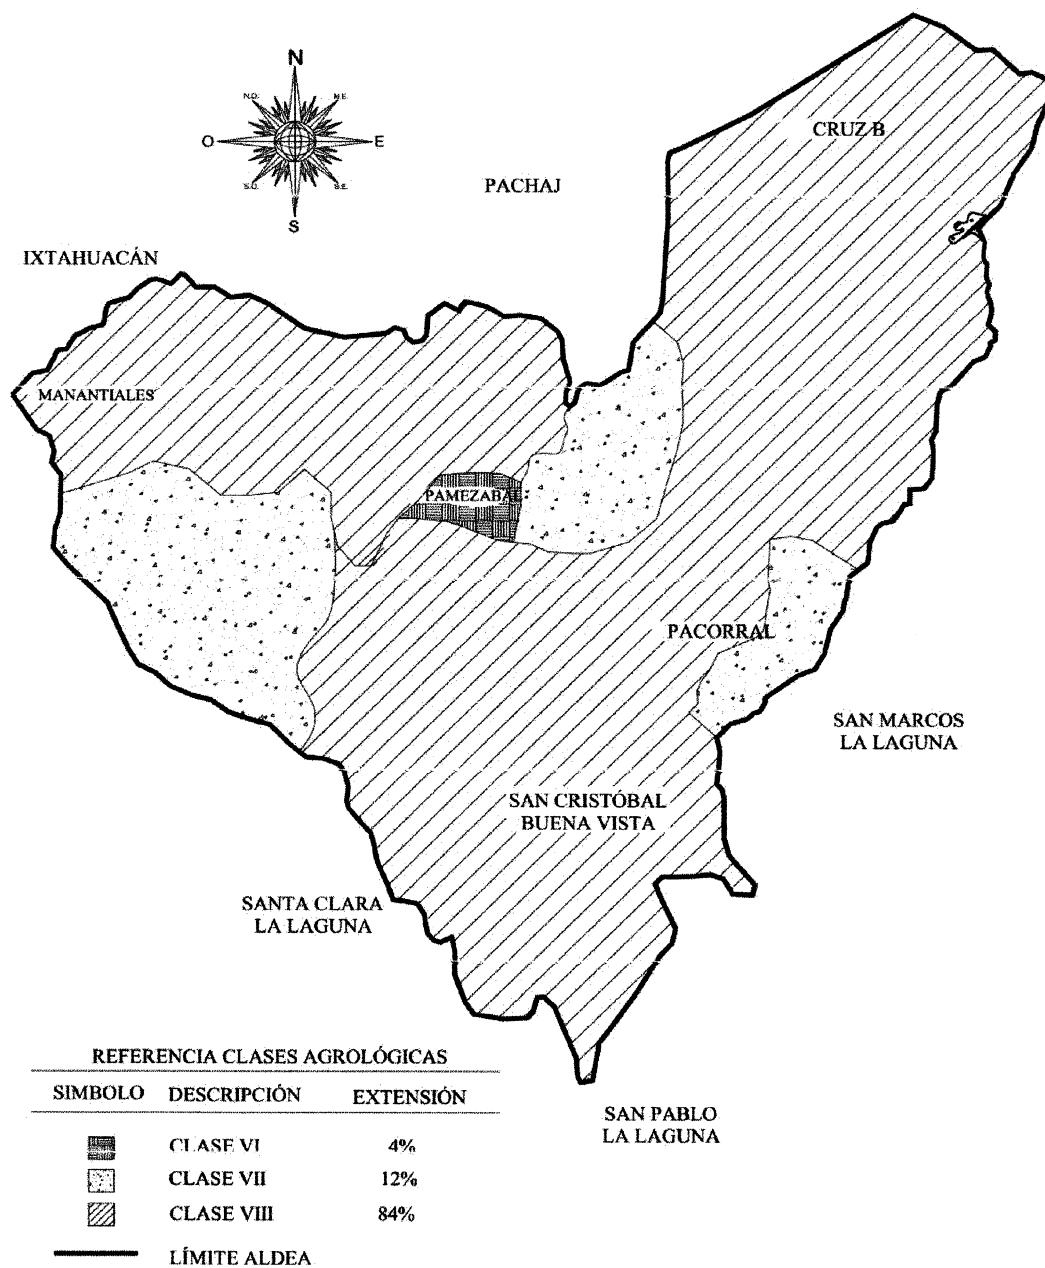 N
N.O.
N.E.
O
E
S.O.
S.E.
S
PACHAJ
CRUZ B
IXTAHUACÁN
MANANTIALES
PAMEZABAL
PACORRAL
SAN MARCOS
LA LAGUNA
SAN CRISTÓBAL
BUENA VISTA
SANTA CLARA
LA LAGUNA
SAN PABLO
LA LAGUNA
REFERENCIA CLASES AGROLÓGICAS
SIMBOLO DESCRIPCIÓN EXTENSIÓN
CLASE VI 4%
CLASE VII 12%
CLASE VIII 84%
LÍMITE ALDEA